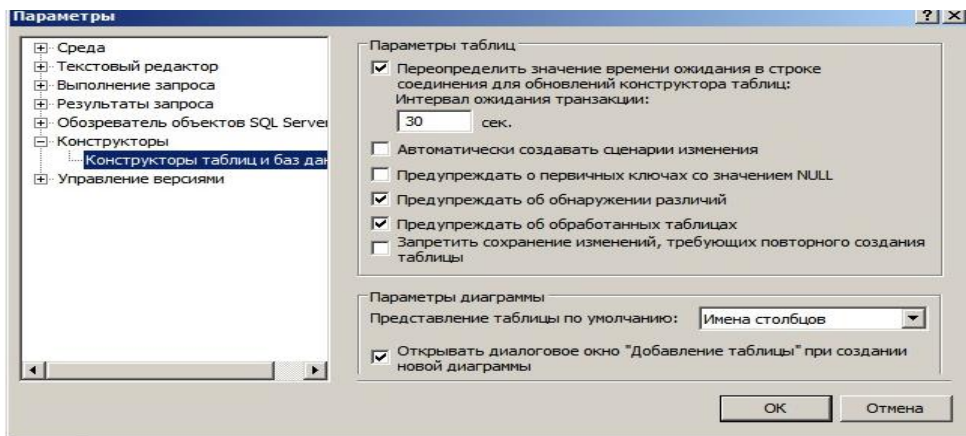 Параметры
Среда
Текстовый редактор
Выполнение запроса
Результаты запроса
Обозреватель объектов SQL Server
Конструкторы
Конструкторы таблиц и баз дан
Управление версиями
Параметры таблиц
Переопределить значение времени ожидания в строке
соединения для обновлений конструктора таблиц:
Интервал ожидания транзакции:
30 сек.
Автоматически создавать сценарии изменения
Предупреждать о первичных ключах со значением NULL
Предупреждать об обнаружении различий
Предупреждать об обработанных таблицах
Запретить сохранение изменений, требующих повторного создания
таблицы
Параметры диаграммы
Представление таблицы по умолчанию: Имена столбцов
Открывать диалоговое окно "Добавление таблицы" при создании
новой диаграммы
OK Отмена